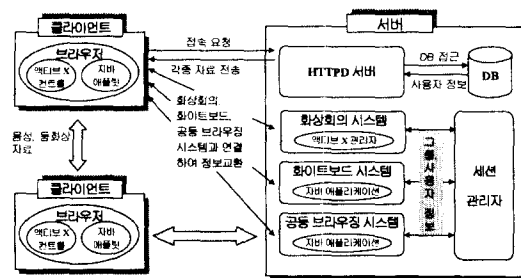 클라이언트
브라우저
액티브 X
컨트롤
자바
애플릿
음성, 동화상
자료
클라이언트
브라우저
액티브 X
컨트롤
자바
애플릿
접속 요청
각종 자료 전송
화상회의,
화이트보드,
공동 브라우징
시스템과 연결
하여 정보교환
서버
HTTPD 서버
DB 접근
사용자 정보
DB
화상회의 시스템
액티브 X 관리자
화이트보드 시스템
자바 애플리케이션
공동 브라우징 시스템
자바 애플리케이션
그룹사용자 정보
세션
관리자